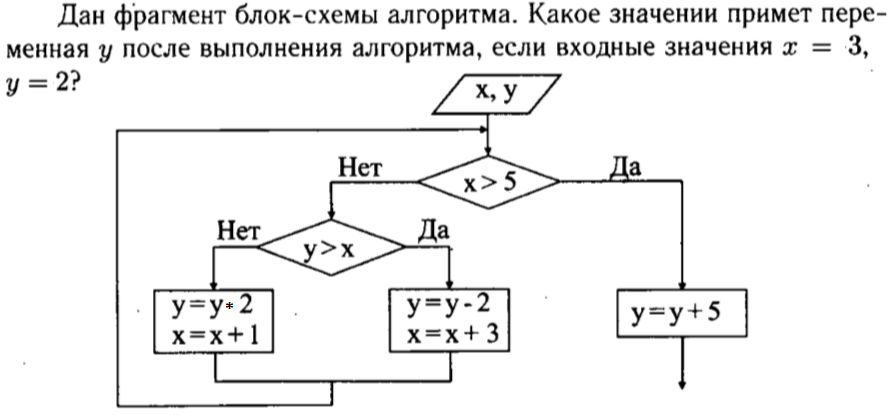 Дан фрагмент блок-схемы алгоритма. Какое значении примет пере-
менная y после выполнения алгоритма, если входные значения x = 3,
y = 2?
x, y
Нет
x > 5
Да
Нет
y > x
Да
y = y * 2
x = x + 1
y = y - 2
x = x + 3
y = y + 5